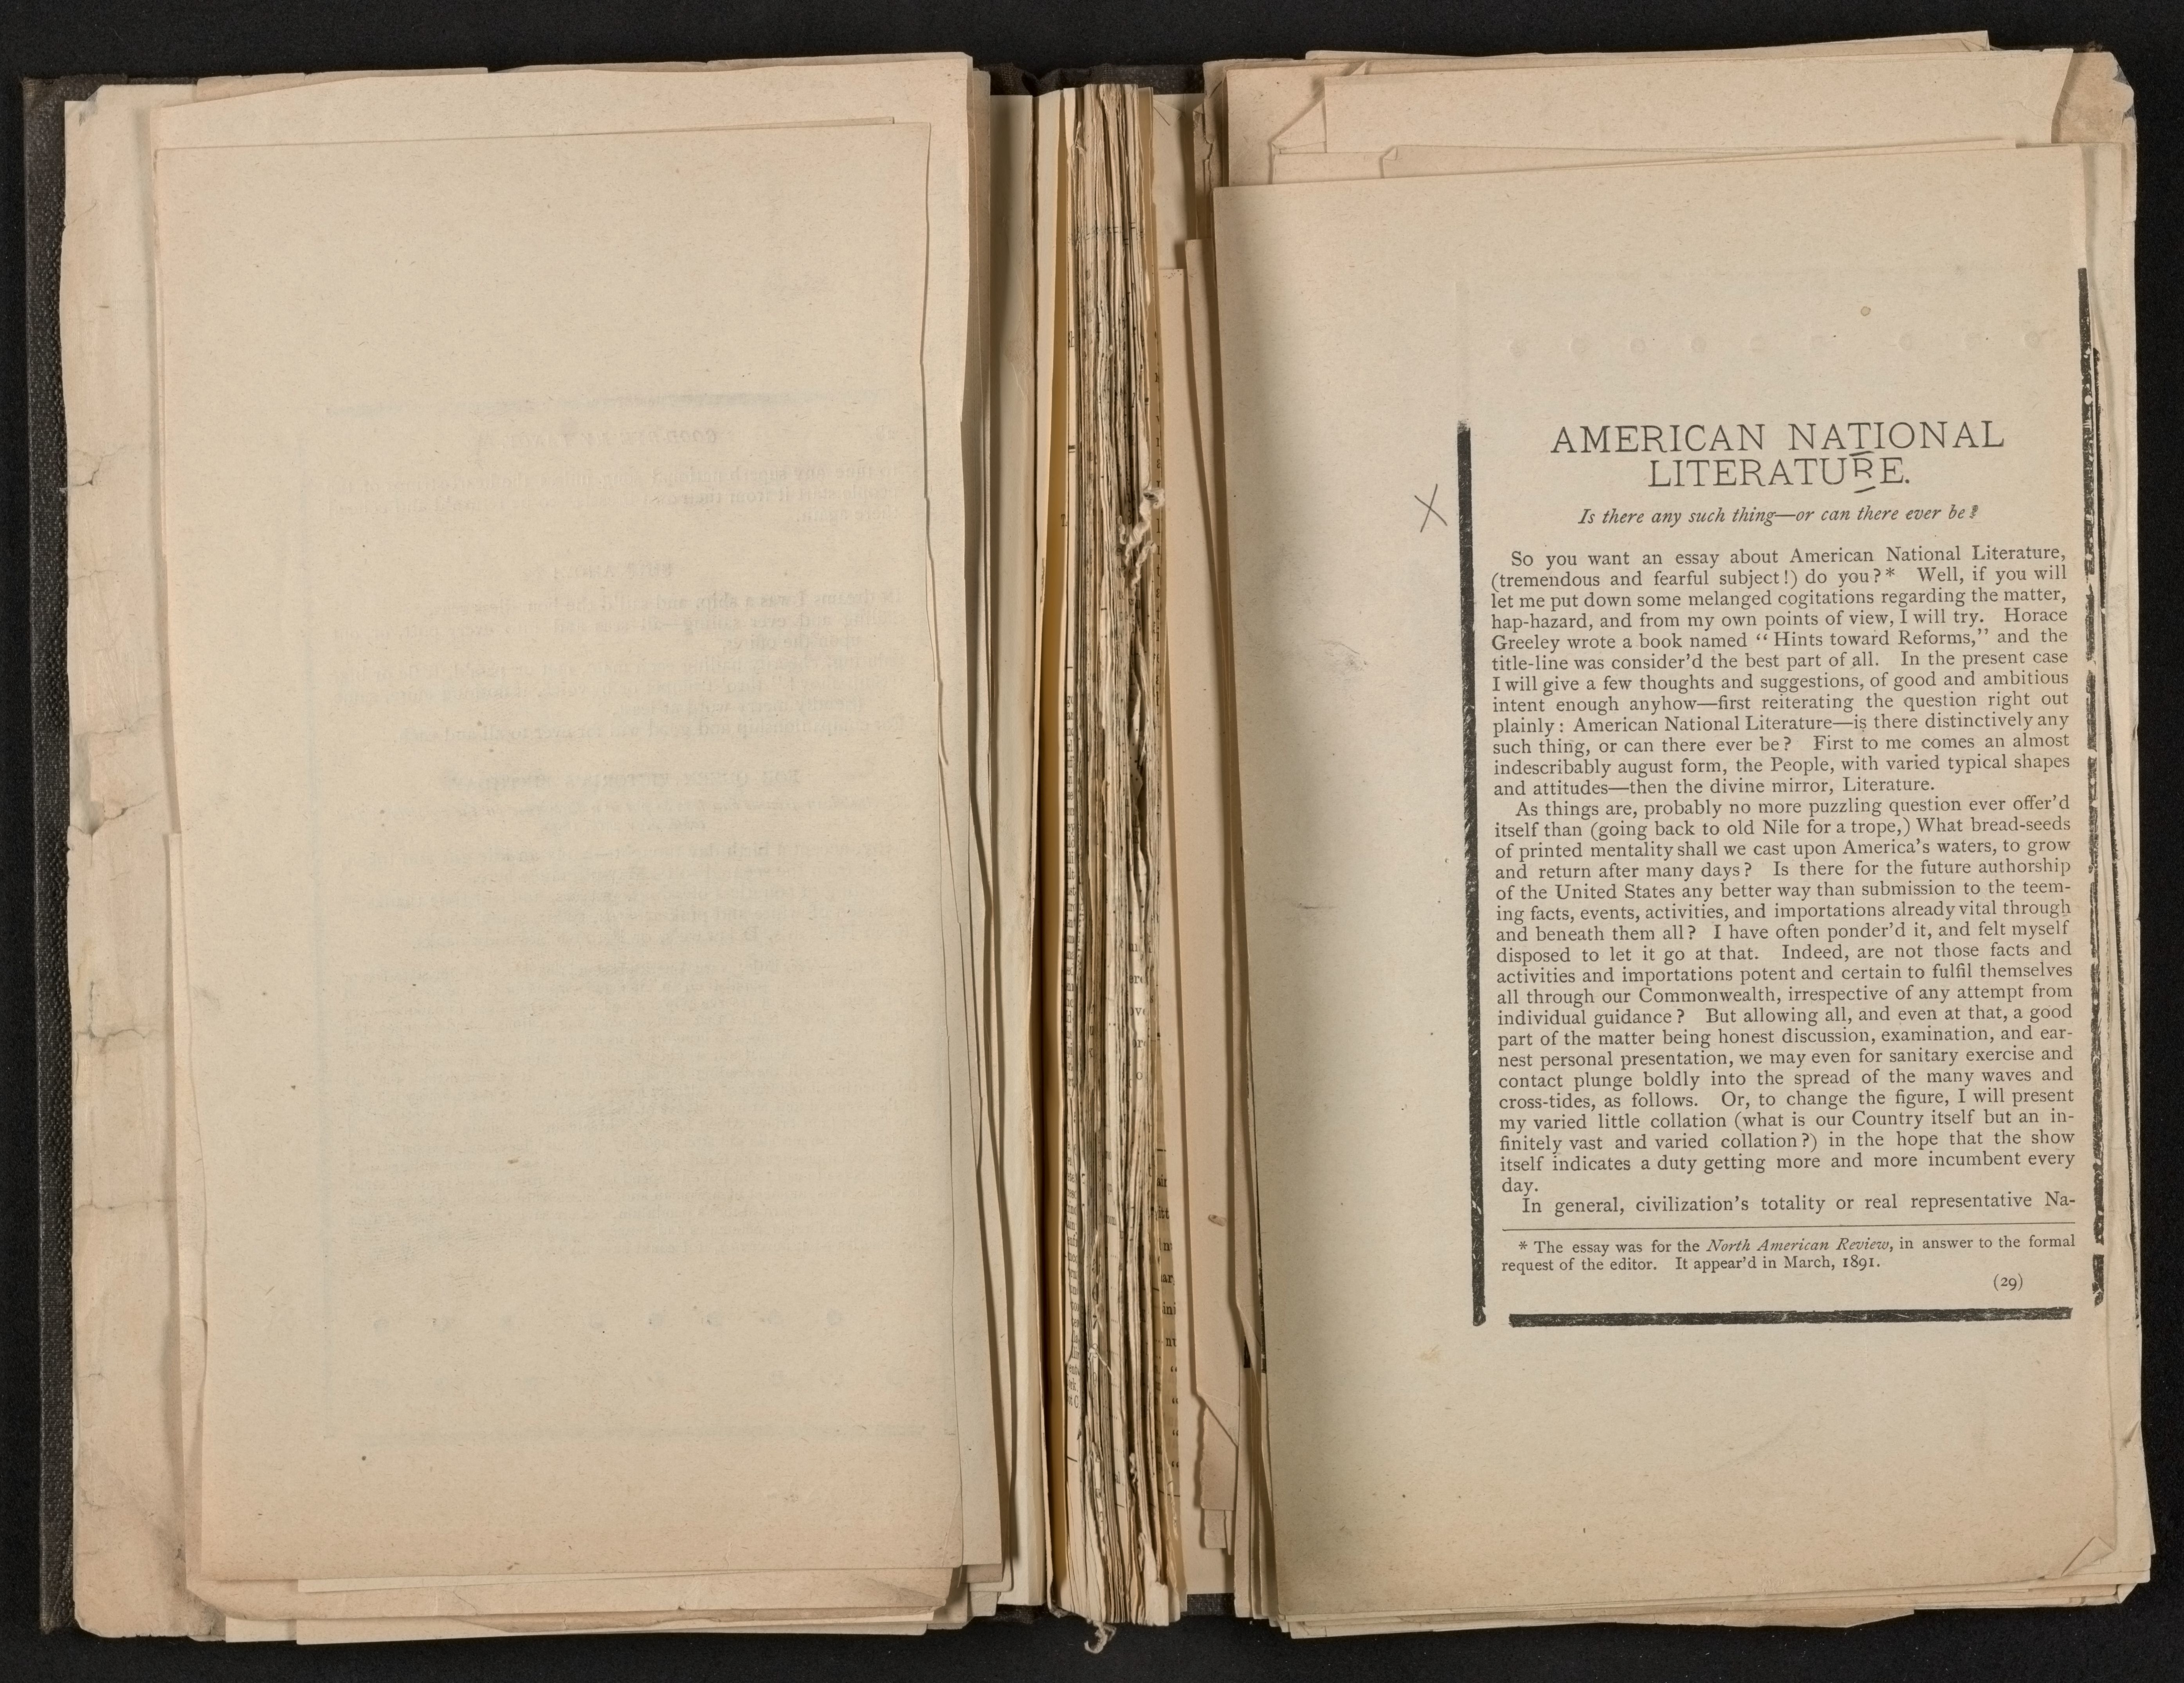 AMERICAN NATIONAL
LITERATURE.
Is there any such thing—or can there ever be?
X
So you want an essay about American National Literature,
(tremendous and fearful subject!) do you?* Well, if you will
let me put down some melanged cogitations regarding the matter,
hap-hazard, and from my own points of view, I will try. Horace
Greeley wrote a book named “Hints toward Reforms,” and the
title-line was consider’d the best part of all. In the present case
I will give a few thoughts and suggestions, of good and ambitious
intent enough anyhow—first reiterating the question right out
plainly: American National Literature—is there distinctively any
such thing, or can there ever be? First to me comes an almost
indescribably august form, the People, with varied typical shapes
and attitudes—then the divine mirror, Literature.
As things are, probably no more puzzling question ever offer’d
itself than (going back to old Nile for a trope,) What bread-seeds
of printed mentality shall we cast upon America’s waters, to grow
and return after many days? Is there for the future authorship
of the United States any better way than submission to the teem-
ing facts, events, activities, and importations already vital through
and beneath them all? I have often ponder’d it, and felt myself
disposed to let it go at that. Indeed, are not those facts and
activities and importations potent and certain to fulfil themselves
all through our Commonwealth, irrespective of any attempt from
individual guidance? But allowing all, and even at that, a good
part of the matter being honest discussion, examination, and ear-
nest personal presentation, we may even for sanitary exercise and
contact plunge boldly into the spread of the many waves and
cross-tides, as follows. Or, to change the figure, I will present
my varied little collation (what is our Country itself but an in-
finitely vast and varied collation?) in the hope that the show
itself indicates a duty getting more and more incumbent every
day.
In general, civilization’s totality or real representative Na-
* The essay was for the North American Review, in answer to the formal
request of the editor. It appear’d in March, 1891.
(29)